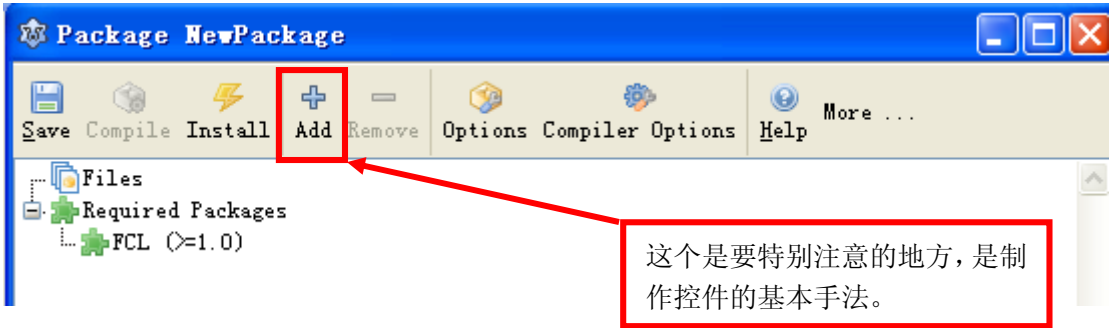 Package NewPackage
Save Compile Install Add Remove Options Compiler Options Help More ...
Files
Required Packages
FCL (>=1.0)
这个是要特别注意的地方，是制
作控件的基本手法。